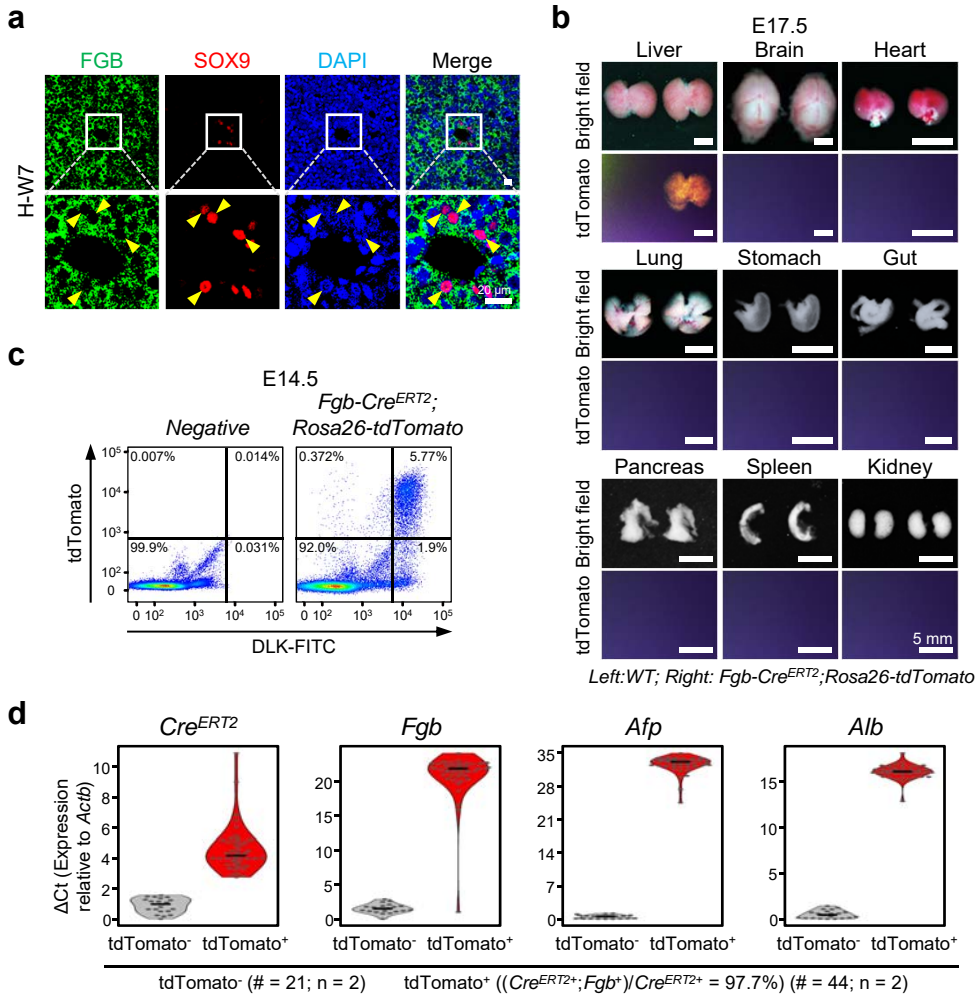 a
FGB SOX9 DAPI Merge
H-W7
20 µm
b
E17.5
Liver Brain Heart
Bright field
tdTomato
Lung Stomach Gut
Bright field
tdTomato
Pancreas Spleen Kidney
Bright field
tdTomato
5 mm
Left:WT; Right: Fgb-CreERT2;Rosa26-tdTomato
c
E14.5
Negative
Fgb-CreERT2;
Rosa26-tdTomato
tdTomato
10^5
10^4
10^3
10^2
0
0.007% 0.014%
99.9% 0.031%
0.372% 5.77%
92.0% 1.9%
0 10^2 10^3 10^4 10^5
0 10^2 10^3 10^4 10^5
DLK-FITC
d
ΔCt (Expression
relative to Actb)
CreERT2
10
8
6
4
2
0
tdTomato- tdTomato+
Fgb
20
10
0
tdTomato- tdTomato+
Afp
35
28
21
14
7
0
tdTomato- tdTomato+
Alb
15
10
5
0
tdTomato- tdTomato+
tdTomato- (# = 21; n = 2) tdTomato+ ((CreERT2+;Fgb+)/CreERT2+ = 97.7%) (# = 44; n = 2)